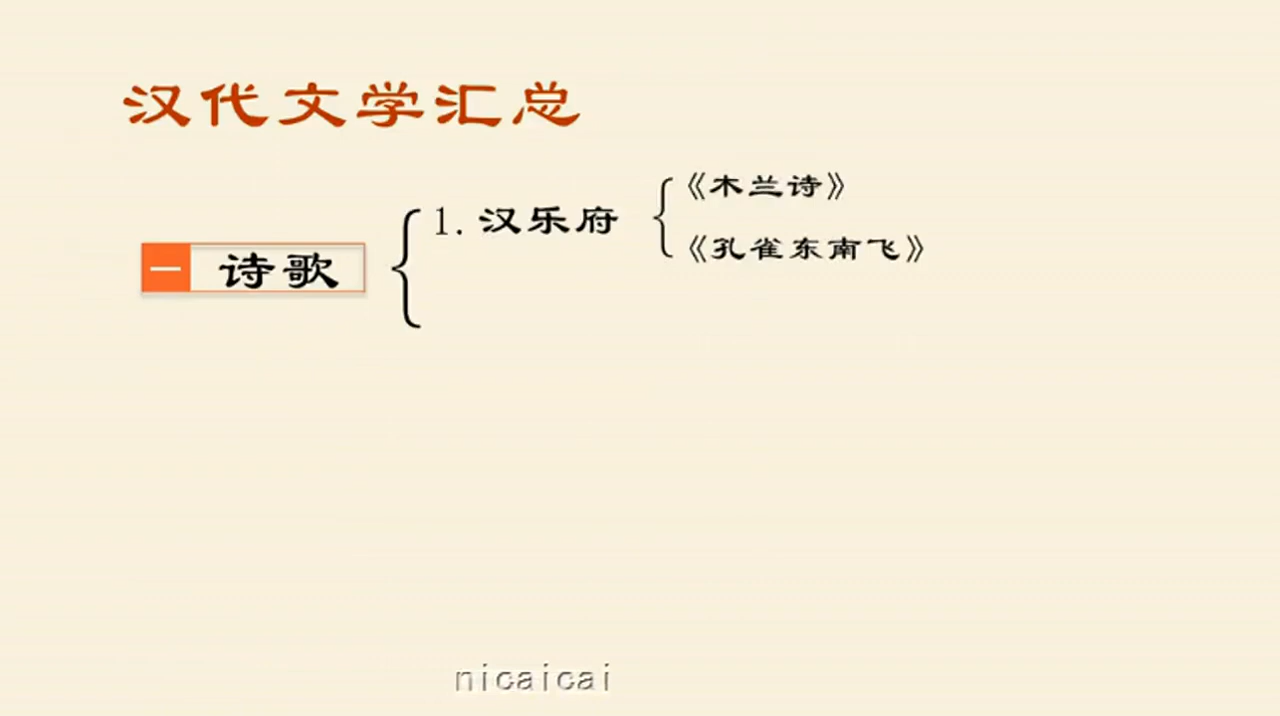 汉代文学汇总
一 诗歌
1.汉乐府
《木兰诗》
《孔雀东南飞》
nicaicai